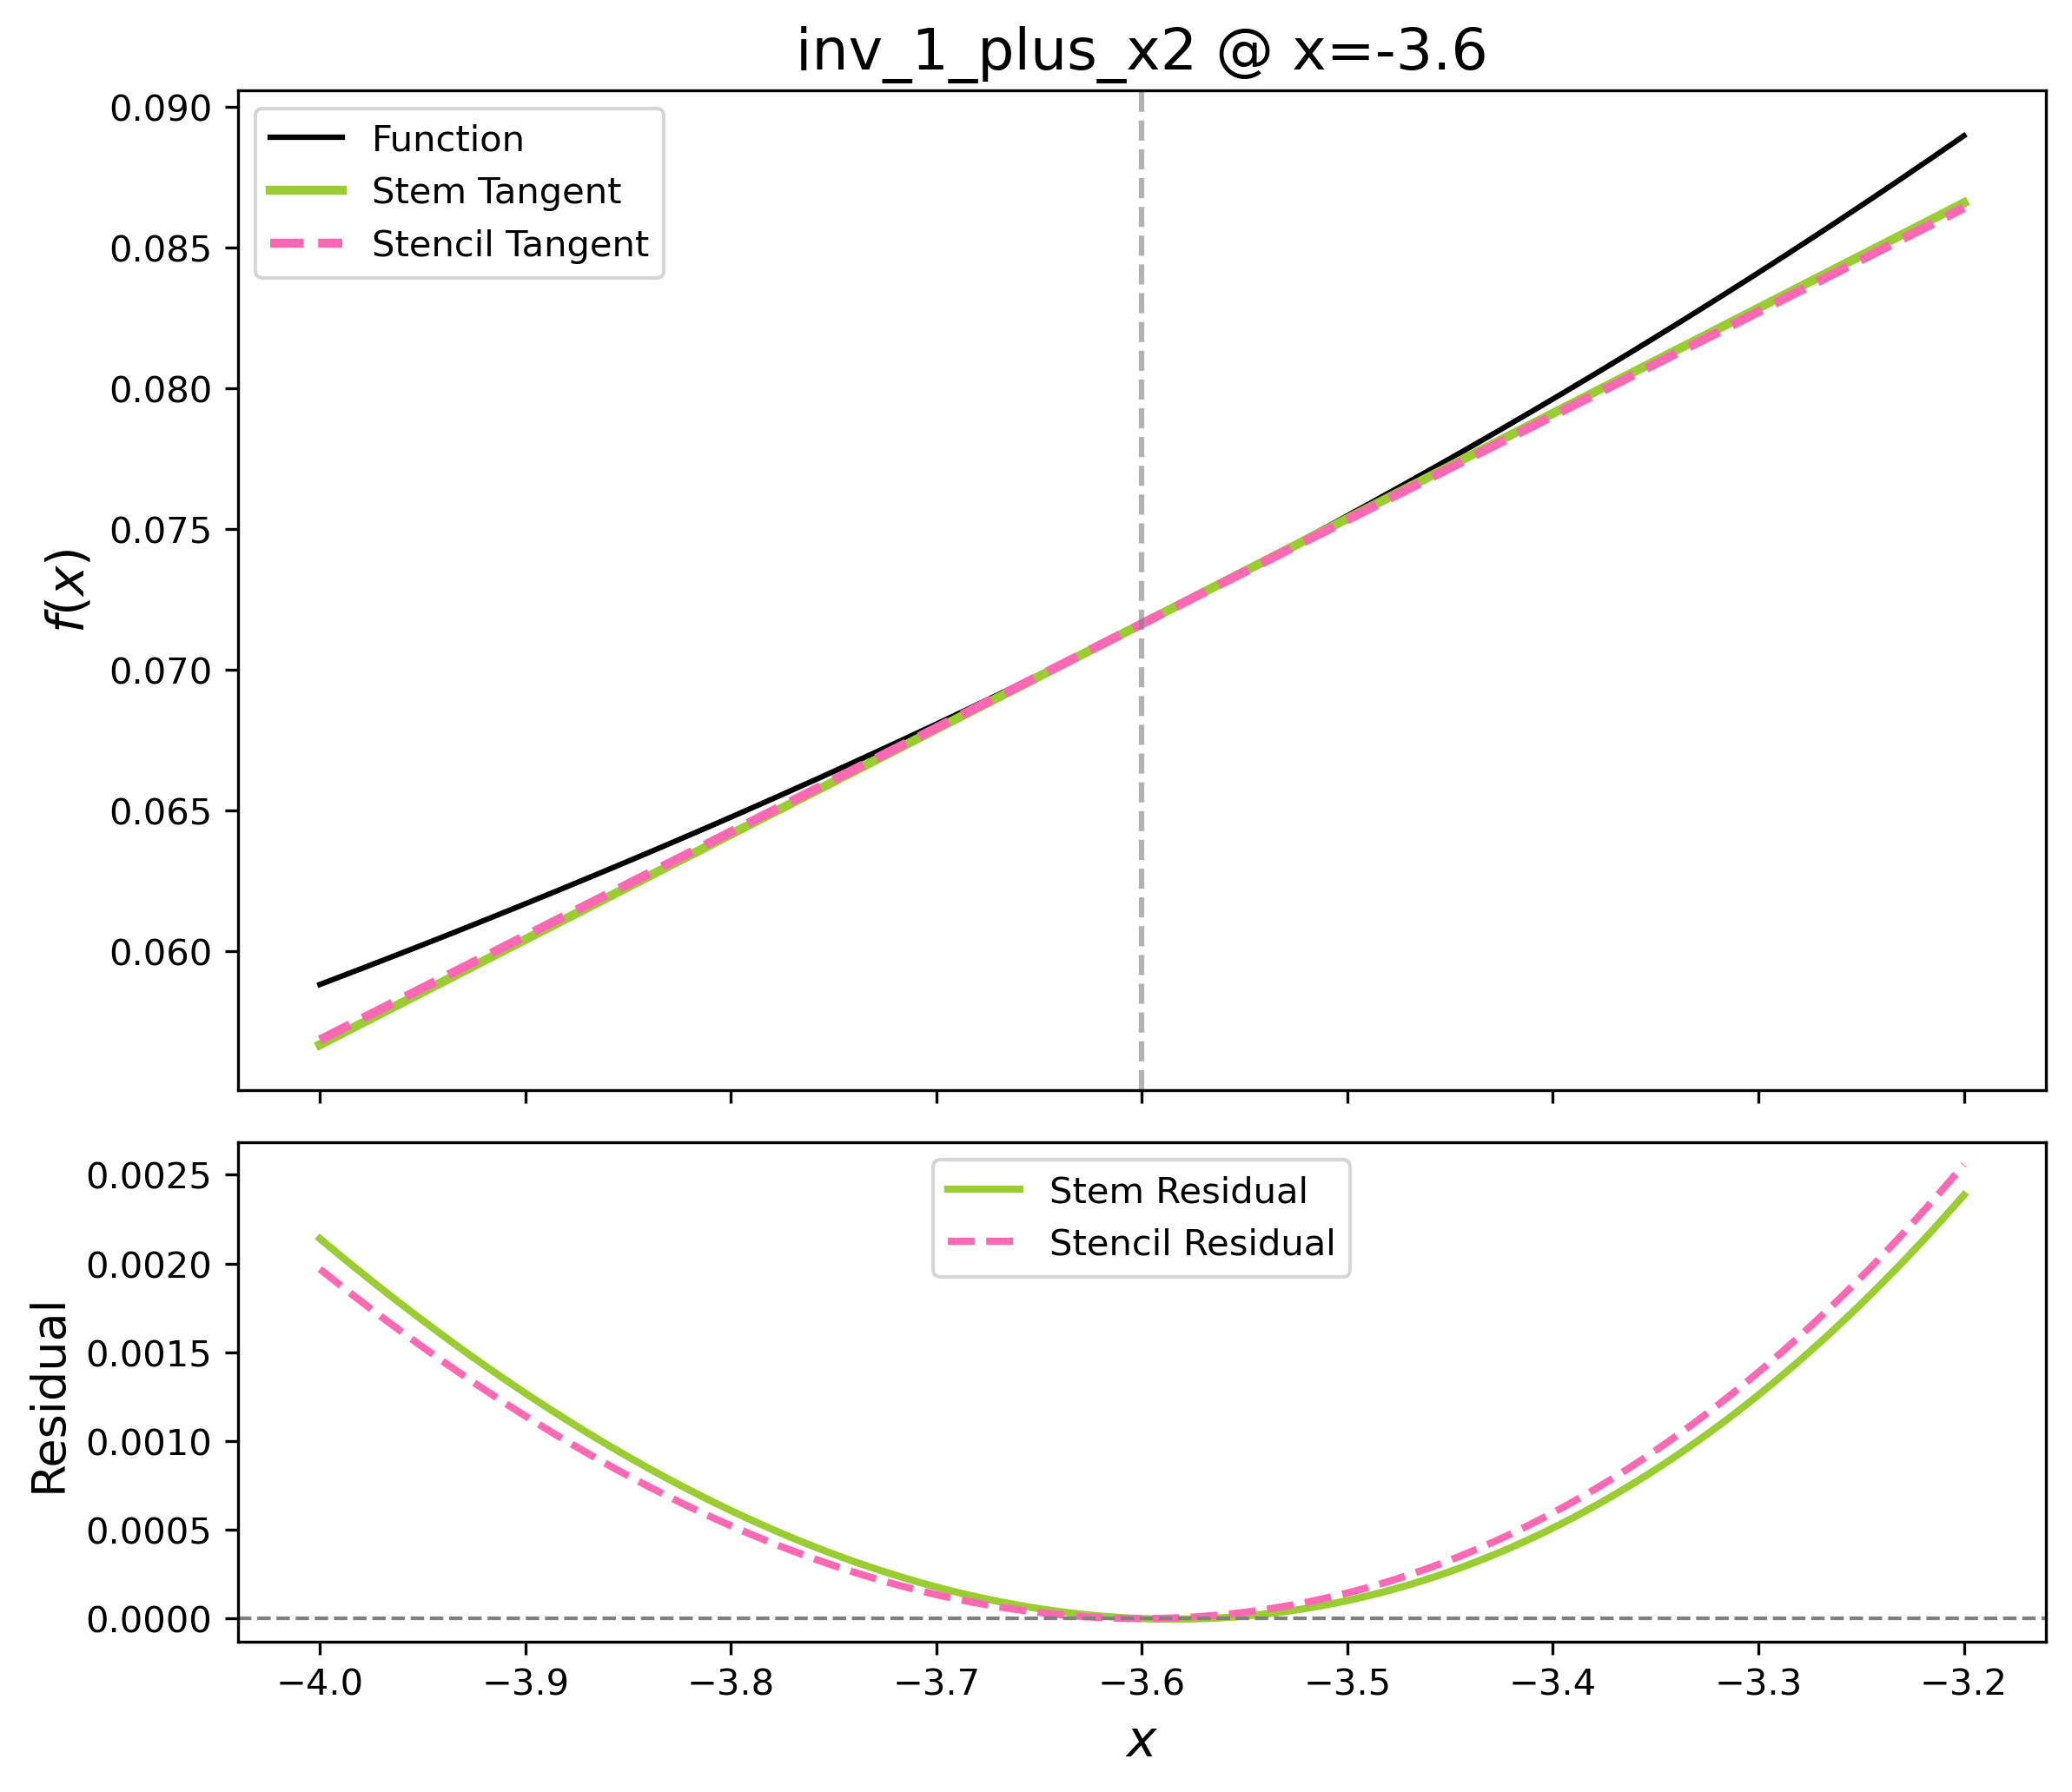 inv_1_plus_x2 @ x=-3.6
0.090
0.085
0.080
0.075
0.070
0.065
0.060
f(x)
Function
Stem Tangent
Stencil Tangent
0.0025
0.0020
0.0015
0.0010
0.0005
0.0000
Residual
Stem Residual
Stencil Residual
−4.0 −3.9 −3.8 −3.7 −3.6 −3.5 −3.4 −3.3 −3.2
x